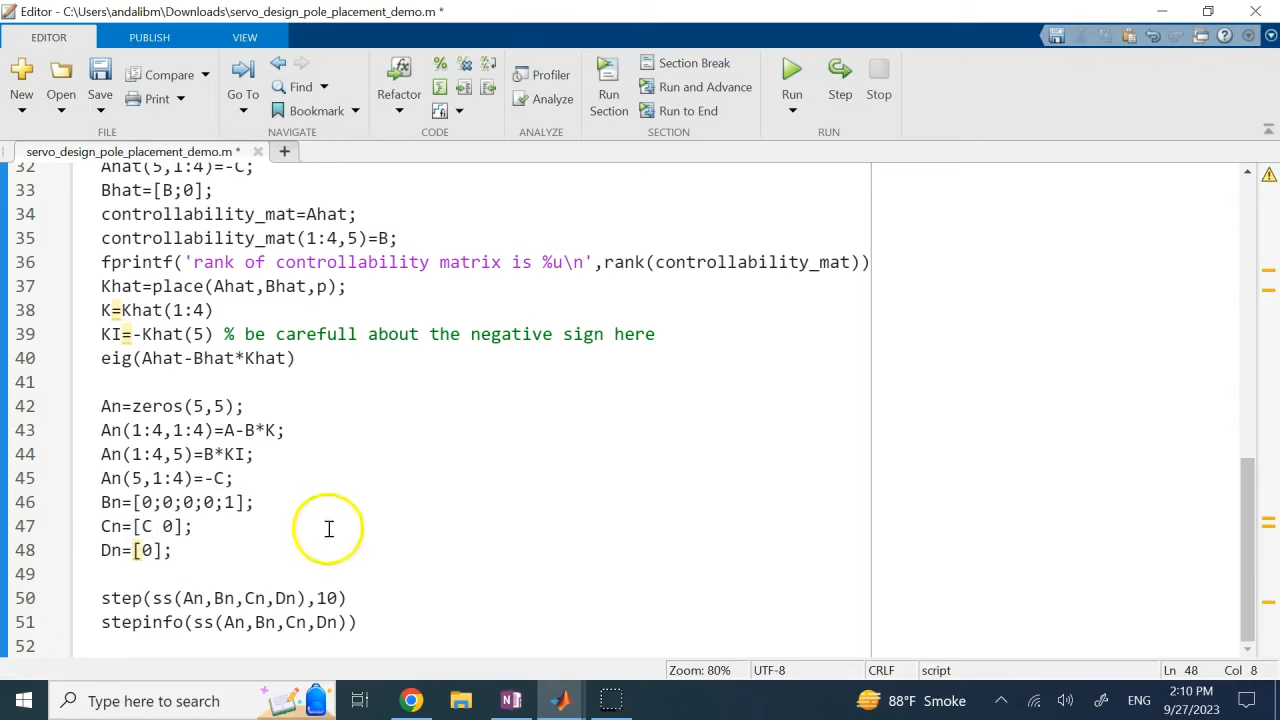 Editor - C:\Users\andalibm\Downloads\servo_design_pole_placement_demo.m *
EDITOR PUBLISH VIEW
New Open Save Compare Print Go To Find Bookmark Refactor Profiler Analyze Run Section Section Break Run and Advance Run to End Run Step Stop
FILE NAVIGATE CODE ANALYZE SECTION RUN
servo_design_pole_placement_demo.m *
32 Ahat(5,1:4)=-C;
33 Bhat=[B;0];
34 controllability_mat=Ahat;
35 controllability_mat(1:4,5)=B;
36 fprintf('rank of controllability matrix is %u\n',rank(controllability_mat))
37 Khat=place(Ahat,Bhat,p);
38 K=Khat(1:4)
39 KI=-Khat(5) % be carefull about the negative sign here
40 eig(Ahat-Bhat*Khat)
41
42 An=zeros(5,5);
43 An(1:4,1:4)=A-B*K;
44 An(1:4,5)=B*KI;
45 An(5,1:4)=-C;
46 Bn=[0;0;0;0;1];
47 Cn=[C 0];
48 Dn=[0];
49
50 step(ss(An,Bn,Cn,Dn),10)
51 stepinfo(ss(An,Bn,Cn,Dn))
52
Zoom: 80% UTF-8 CRLF script Ln 48 Col 8
Type here to search 88°F Smoke ENG 2:10 PM
9/27/2023